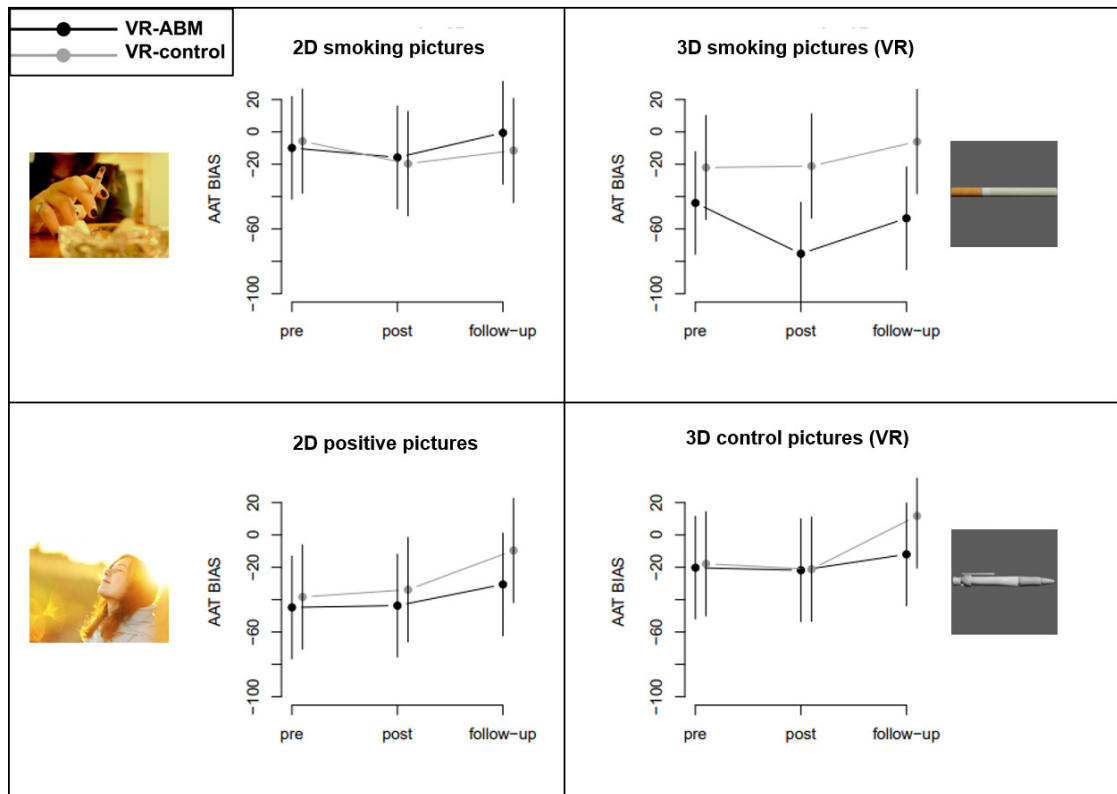 VR-ABM
VR-control
2D smoking pictures
AAT BIAS
20
0
-20
-60
-100
pre post follow-up
3D smoking pictures (VR)
AAT BIAS
20
0
-20
-60
-100
pre post follow-up
2D positive pictures
AAT BIAS
20
0
-20
-60
-100
pre post follow-up
3D control pictures (VR)
AAT BIAS
20
0
-20
-60
-100
pre post follow-up